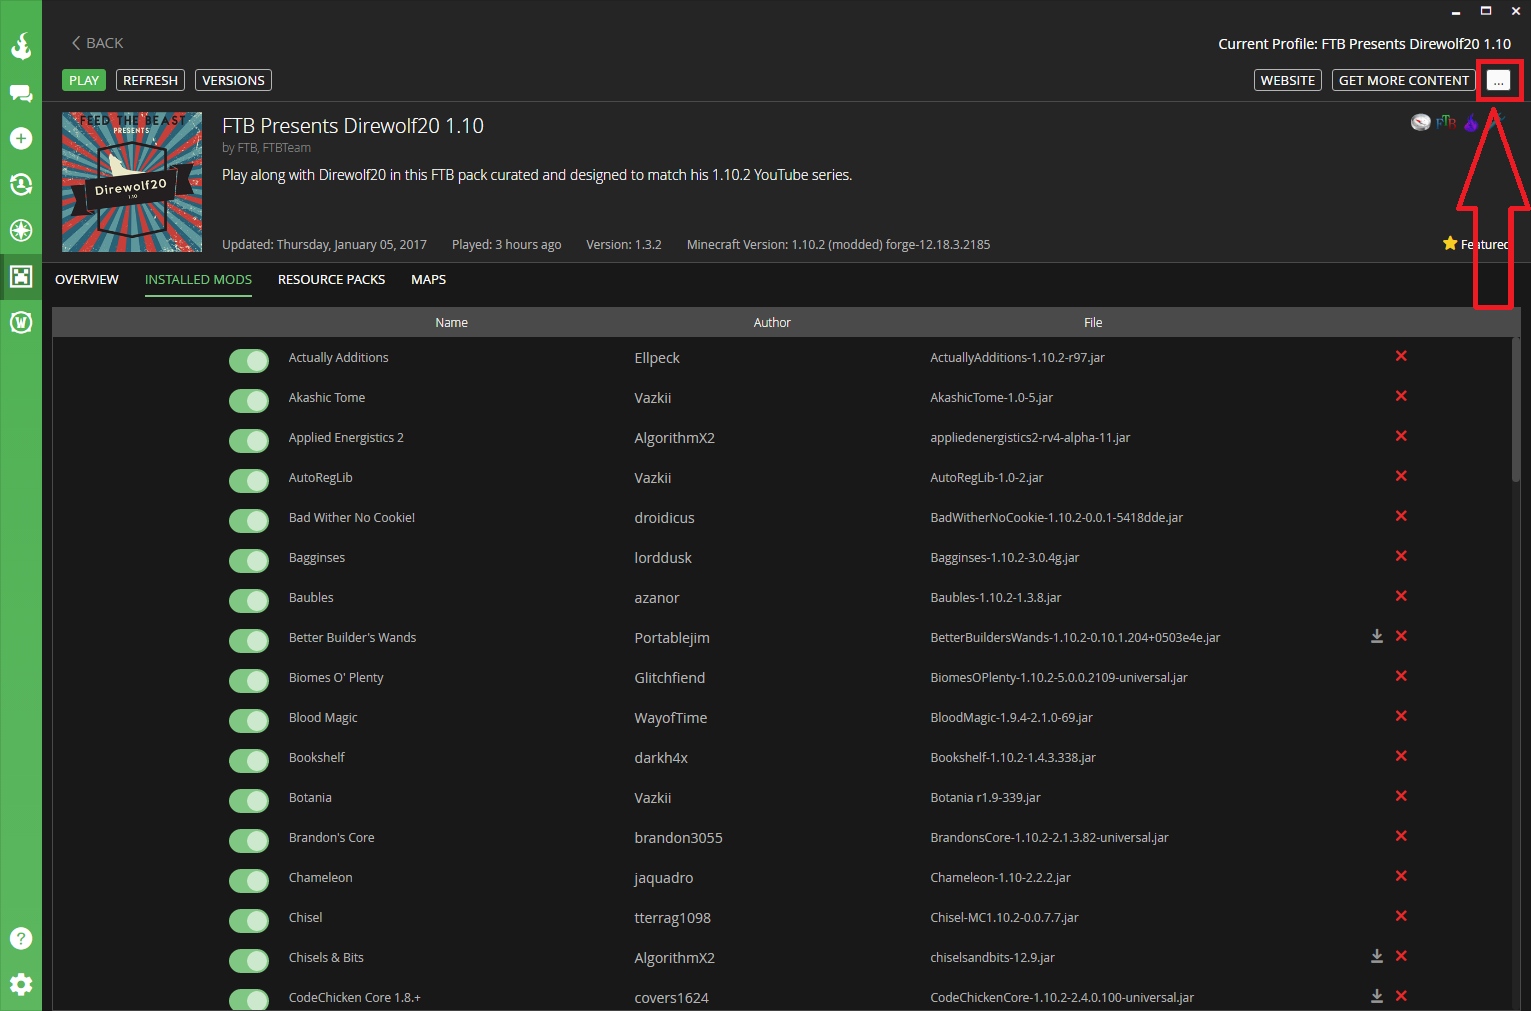 BACK
Current Profile: FTB Presents Direwolf20 1.10
PLAY REFRESH VERSIONS WEBSITE GET MORE CONTENT ...
FEED THE BEAST
PRESENTS
Direwolf20
1.10
FTB Presents Direwolf20 1.10
FTB
by FTB, FTBTeam
Play along with Direwolf20 in this FTB pack curated and designed to match his 1.10.2 YouTube series.
Updated: Thursday, January 05, 2017 Played: 3 hours ago Version: 1.3.2 Minecraft Version: 1.10.2 (modded) forge-12.18.3.2185 Featured
OVERVIEW INSTALLED MODS RESOURCE PACKS MAPS
Name Author File
Actually Additions Ellpeck ActuallyAdditions-1.10.2-r97.jar
Akashic Tome Vazkii AkashicTome-1.0-5.jar
Applied Energistics 2 AlgorithmX2 appliedenergistics2-rv4-alpha-11.jar
AutoRegLib Vazkii AutoRegLib-1.0-2.jar
Bad Wither No Cookie! droidicus BadWitherNoCookie-1.10.2-0.0.1-5418dde.jar
Bagginses lorddusk Bagginses-1.10.2-3.0.4g.jar
Baubles azanor Baubles-1.10.2-1.3.8.jar
Better Builder's Wands Portablejim BetterBuildersWands-1.10.2-0.10.1.204+0503e4e.jar
Biomes O' Plenty Glitchfiend BiomesOPlenty-1.10.2-5.0.0.2109-universal.jar
Blood Magic WayofTime BloodMagic-1.9.4-2.1.0-69.jar
Bookshelf darkh4x Bookshelf-1.10.2-1.4.3.338.jar
Botania Vazkii Botania r1.9-339.jar
Brandon's Core brandon3055 BrandonsCore-1.10.2-2.1.3.82-universal.jar
Chameleon jaquadro Chameleon-1.10-2.2.2.jar
Chisel tterrag1098 Chisel-MC1.10.2-0.0.7.7.jar
Chisels & Bits AlgorithmX2 chiselsandbits-12.9.jar
CodeChicken Core 1.8.+ covers1624 CodeChickenCore-1.10.2-2.4.0.100-universal.jar